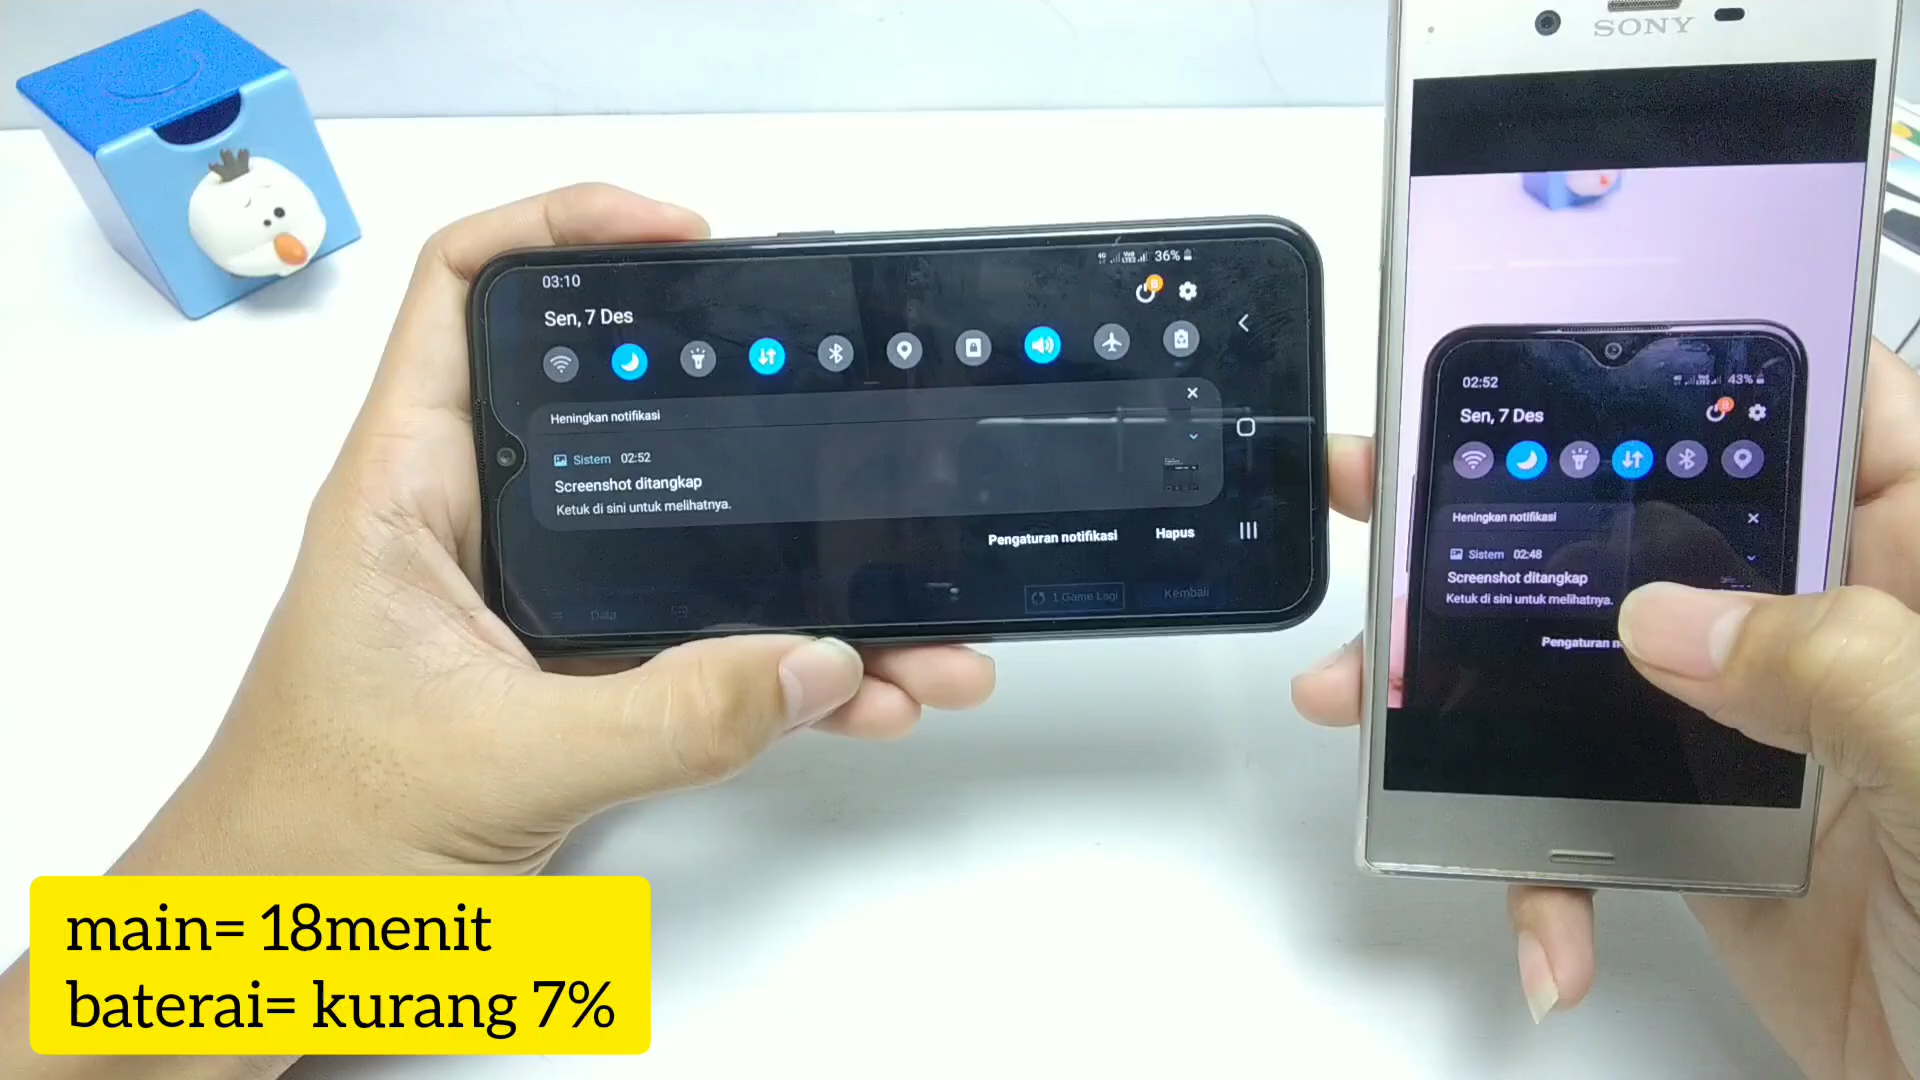 SONY
03:10
36%
Sen, 7 Des
Heningkan notifikasi
Sistem 02:52
Screenshot ditangkap
Ketuk di sini untuk melihatnya.
Pengaturan notifikasi Hapus
Data
1 Game Lagi Kembali
02:52
43%
Sen, 7 Des
Heningkan notifikasi
Sistem 02:48
Screenshot ditangkap
Ketuk di sini untuk melihatnya.
Pengaturan
main= 18menit
baterai= kurang 7%